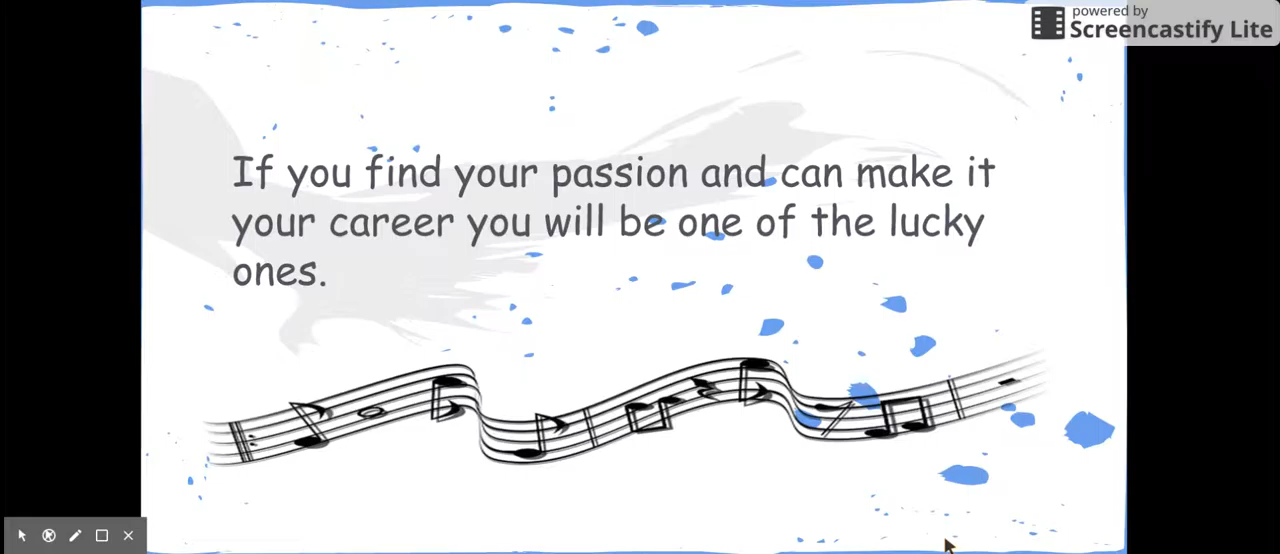 powered by
Screencastify Lite
If you find your passion and can make it
your career you will be one of the lucky
ones.